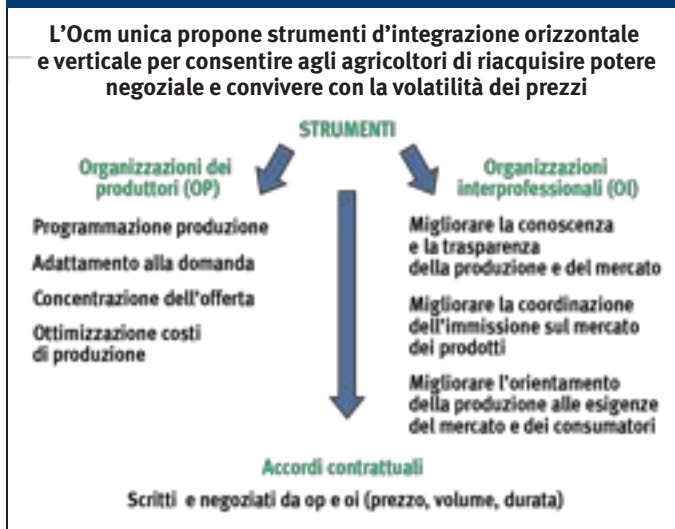 L'Ocm unica propone strumenti d'integrazione orizzontale
e verticale per consentire agli agricoltori di riacquisire potere
negoziale e convivere con la volatilità dei prezzi
STRUMENTI
Organizzazioni dei
produttori (OP)
Programmazione produzione
Adattamento alla domanda
Concentrazione dell'offerta
Ottimizzazione costi
di produzione
Organizzazioni
interprofessionali (OI)
Migliorare la conoscenza
e la trasparenza
della produzione e del mercato
Migliorare la coordinazione
dell'immissione sul mercato
dei prodotti
Migliorare l'orientamento
della produzione alle esigenze
del mercato e dei consumatori
Accordi contrattuali
Scritti e negoziati da op e oi (prezzo, volume, durata)